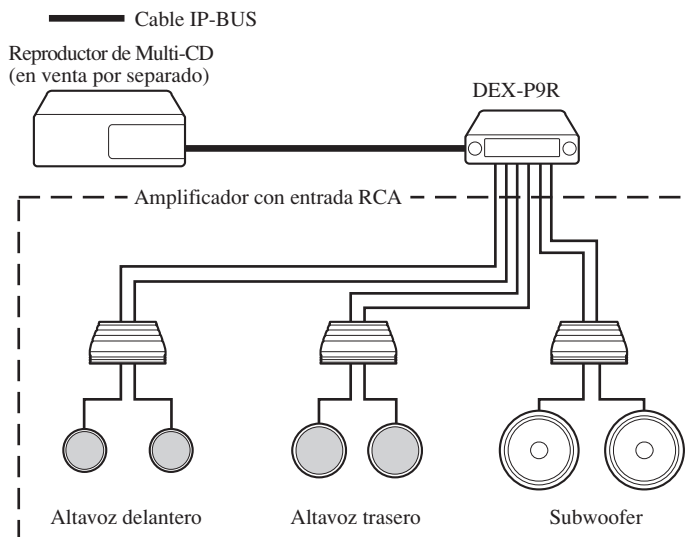 Cable IP-BUS
Reproductor de Multi-CD
(en venta por separado)
DEX-P9R
Amplificador con entrada RCA
Altavoz delantero
Altavoz trasero
Subwoofer